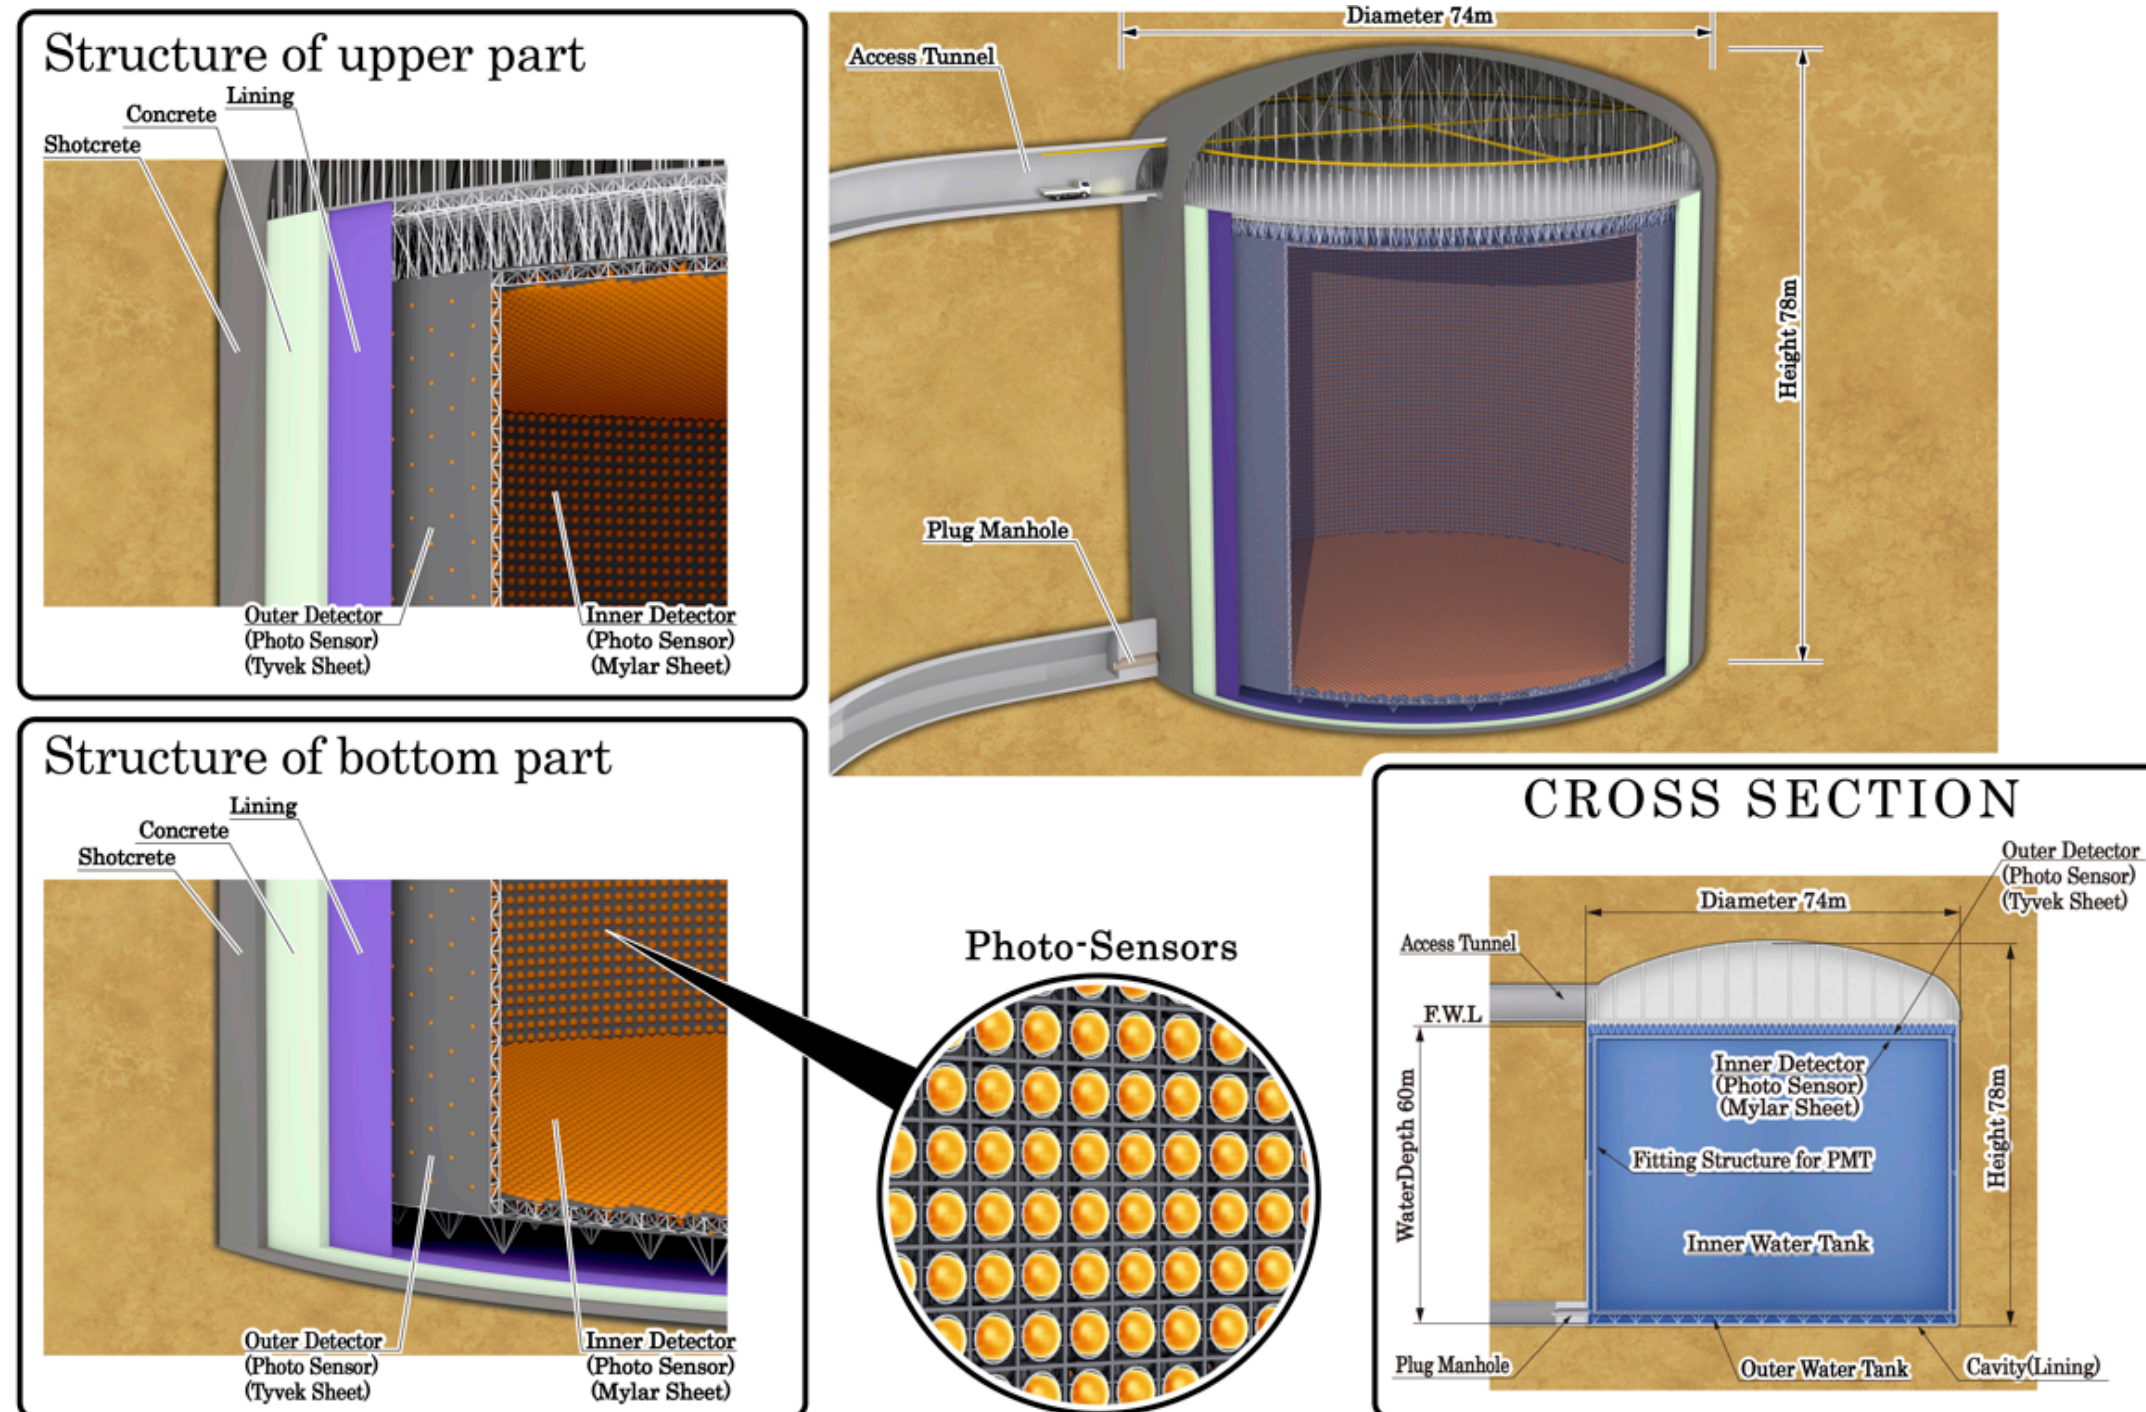 Structure of upper part
Lining
Concrete
Shotcrete
Outer Detector
(Photo Sensor)
(Tyvek Sheet)
Inner Detector
(Photo Sensor)
(Mylar Sheet)
Diameter 74m
Access Tunnel
Height 78m
Plug Manhole
Structure of bottom part
Lining
Concrete
Shotcrete
Outer Detector
(Photo Sensor)
(Tyvek Sheet)
Inner Detector
(Photo Sensor)
(Mylar Sheet)
Photo-Sensors
CROSS SECTION
Outer Detector
(Photo Sensor)
(Tyvek Sheet)
Diameter 74m
Access Tunnel
F.W.L
Inner Detector
(Photo Sensor)
(Mylar Sheet)
WaterDepth 60m
Height 78m
Fitting Structure for PMT
Inner Water Tank
Plug Manhole
Outer Water Tank
Cavity(Lining)